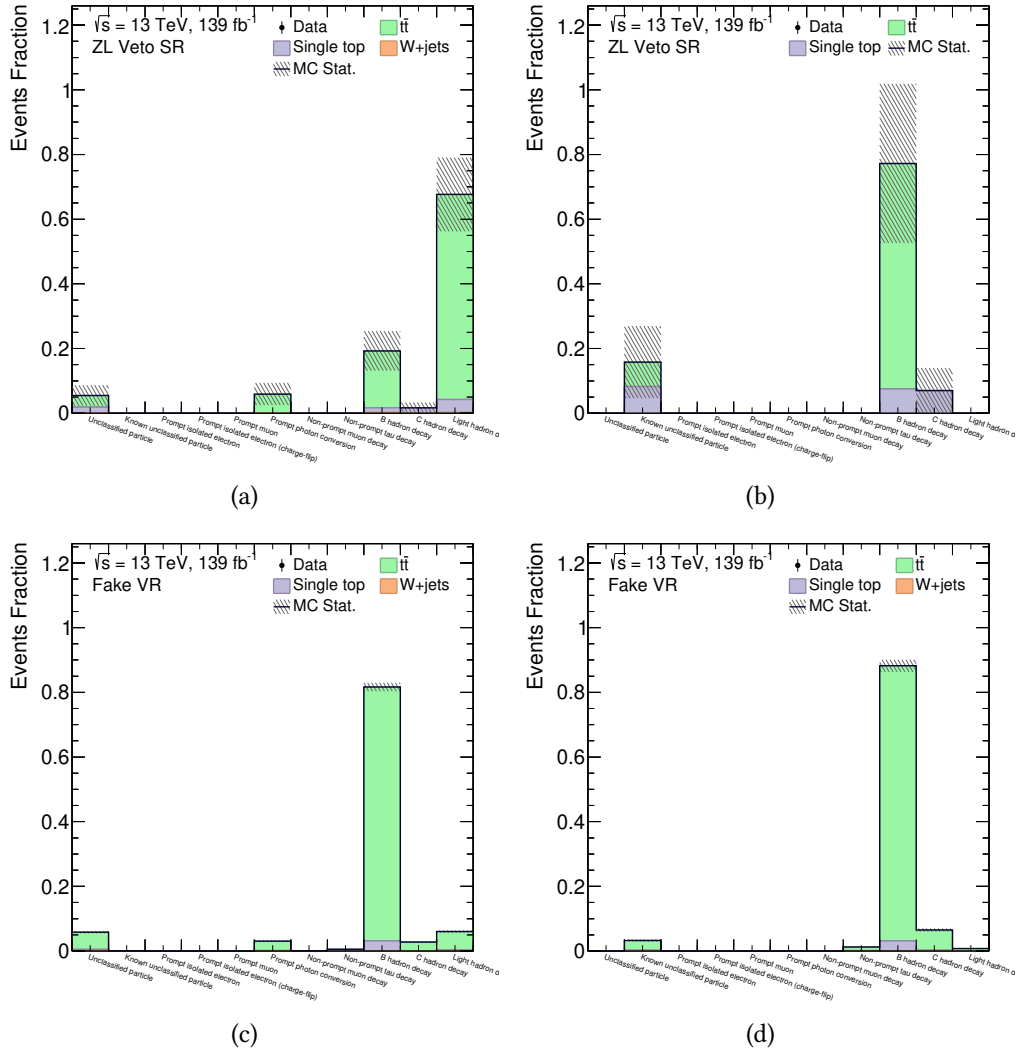 √s = 13 TeV, 139 fb⁻¹
ZL Veto SR
Data
tt̄
Single top
W+jets
MC Stat.
Events Fraction
1.2
1
0.8
0.6
0.4
0.2
0
Unclassified particle
Known unclassified particle
Prompt isolated electron
Prompt isolated electron (charge-flip)
Prompt muon
Prompt photon conversion
Non-prompt muon decay
Non-prompt tau decay
B hadron decay
C hadron decay
Light hadron d
(a)
√s = 13 TeV, 139 fb⁻¹
ZL Veto SR
Data
tt̄
Single top
W+jets
MC Stat.
Events Fraction
1.2
1
0.8
0.6
0.4
0.2
0
Unclassified particle
Known unclassified particle
Prompt isolated electron
Prompt isolated electron (charge-flip)
Prompt muon
Prompt photon conversion
Non-prompt muon decay
Non-prompt tau decay
B hadron decay
C hadron decay
Light hadron d
(b)
√s = 13 TeV, 139 fb⁻¹
Fake VR
Data
tt̄
Single top
W+jets
MC Stat.
Events Fraction
1.2
1
0.8
0.6
0.4
0.2
0
Unclassified particle
Known unclassified particle
Prompt isolated electron
Prompt isolated electron (charge-flip)
Prompt muon
Prompt photon conversion
Non-prompt muon decay
Non-prompt tau decay
B hadron decay
C hadron decay
Light hadron d
(c)
√s = 13 TeV, 139 fb⁻¹
Fake VR
Data
tt̄
Single top
W+jets
MC Stat.
Events Fraction
1.2
1
0.8
0.6
0.4
0.2
0
Unclassified particle
Known unclassified particle
Prompt isolated electron
Prompt isolated electron (charge-flip)
Prompt muon
Prompt photon conversion
Non-prompt muon decay
Non-prompt tau decay
B hadron decay
C hadron decay
Light hadron d
(d)